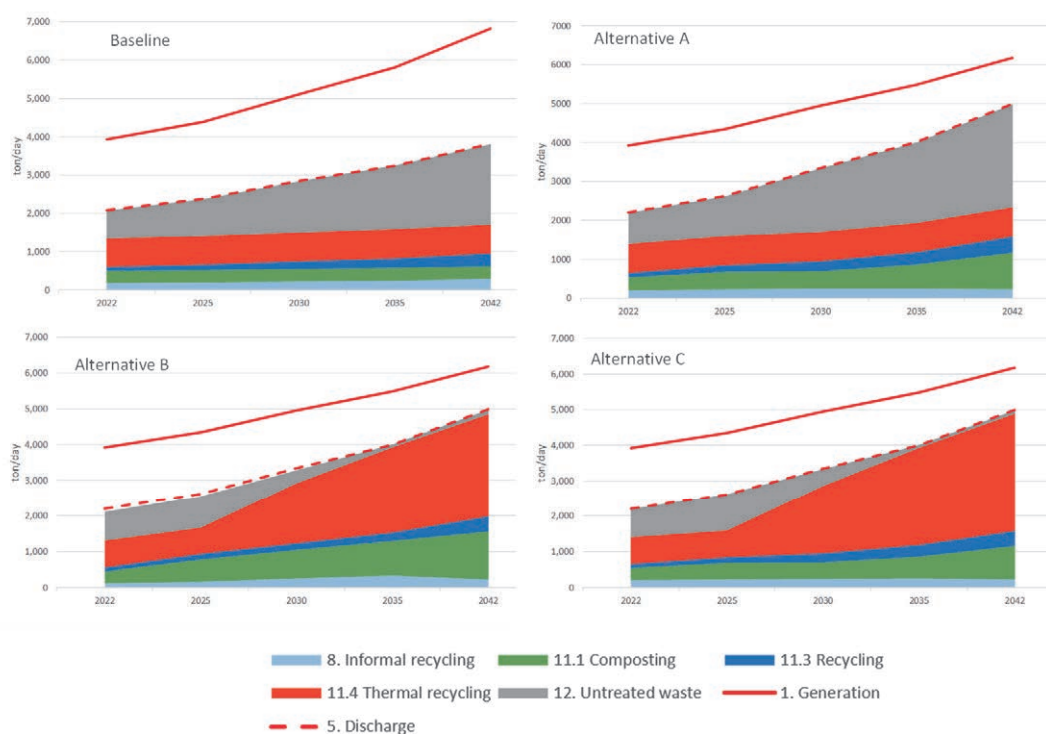 Baseline
ton/day
7,000
6,000
5,000
4,000
3,000
2,000
1,000
0
2022 2025 2030 2035 2042
Alternative A
ton/day
7000
6000
5000
4000
3000
2000
1000
0
2022 2025 2030 2035 2042
Alternative B
ton/day
7,000
6,000
5,000
4,000
3,000
2,000
1,000
0
2022 2025 2030 2035 2042
Alternative C
ton/day
7,000
6,000
5,000
4,000
3,000
2,000
1,000
0
2022 2025 2030 2035 2042
8. Informal recycling 11.1 Composting 11.3 Recycling
11.4 Thermal recycling 12. Untreated waste 1. Generation
5. Discharge